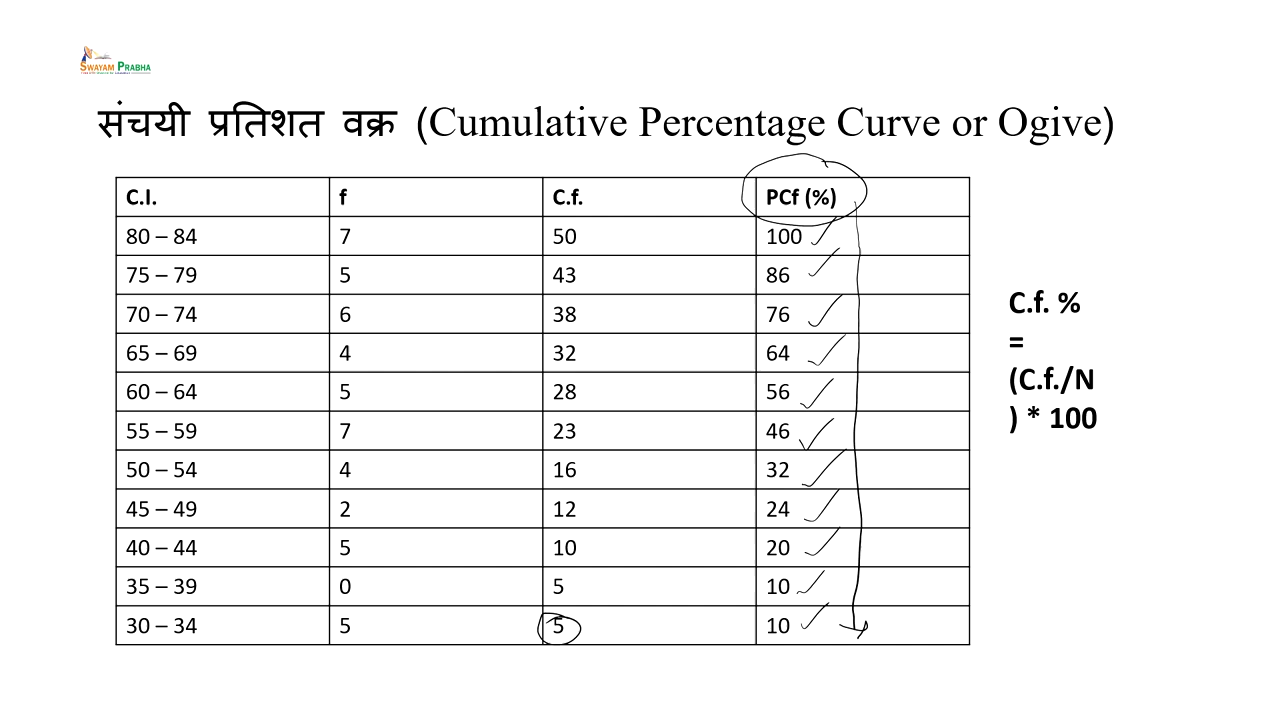 SWAYAM PRABHA
संचयी प्रतिशत वक्र (Cumulative Percentage Curve or Ogive)
C.I. f C.f. PCf (%)
80 – 84 7 50 100
75 – 79 5 43 86
70 – 74 6 38 76
65 – 69 4 32 64
60 – 64 5 28 56
55 – 59 7 23 46
50 – 54 4 16 32
45 – 49 2 12 24
40 – 44 5 10 20
35 – 39 0 5 10
30 – 34 5 5 10
C.f. %
=
(C.f./N
) * 100